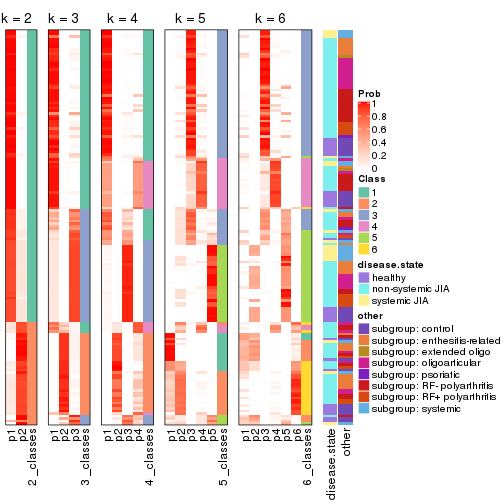 k = 2
k = 3
k = 4
k = 5
k = 6
Prob
1
0.8
0.6
0.4
0.2
0
Class
1
2
3
4
5
6
disease.state
healthy
non-systemic JIA
systemic JIA
other
subgroup: control
subgroup: enthesitis-related
subgroup: extended oligo
subgroup: oligoarticular
subgroup: psoriatic
subgroup: RF- polyarthritis
subgroup: RF+ polyarthritis
subgroup: systemic
p1
p2
2_classes
p1
p2
p3
3_classes
p1
p2
p3
p4
4_classes
p1
p2
p3
p4
p5
5_classes
p1
p2
p3
p4
p5
p6
6_classes
disease.state
other